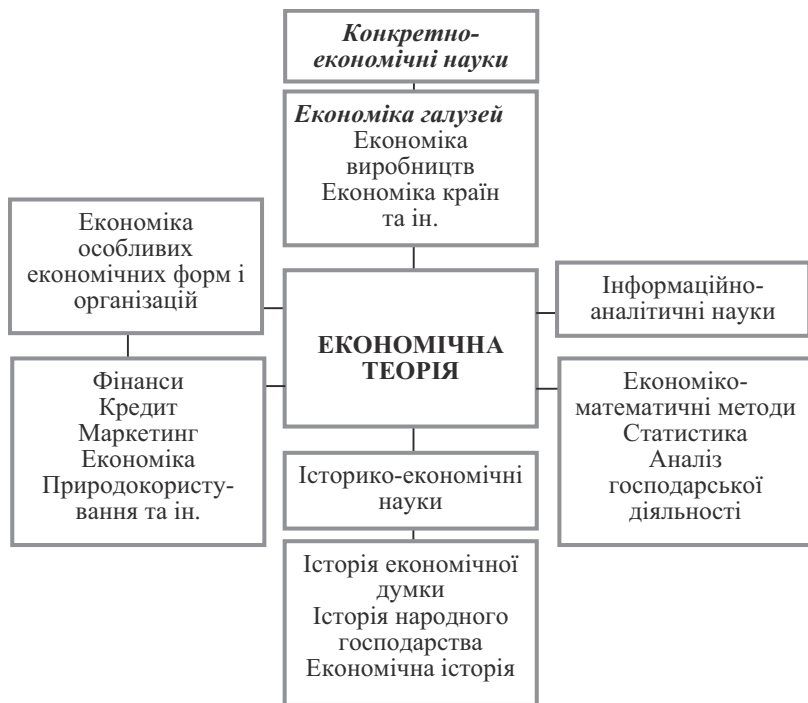 Конкретно-
економічні науки
Економіка галузей
Економіка
виробництв
Економіка країн
та ін.
Економіка
особливих
економічних форм і
організацій
Інформаційно-
аналітичні науки
ЕКОНОМІЧНА
ТЕОРІЯ
Фінанси
Кредит
Маркетинг
Економіка
Природокористу-
вання та ін.
Економіко-
математичні методи
Статистика
Аналіз
господарської
діяльності
Історико-економічні
науки
Історія економічної
думки
Історія народного
господарства
Економічна історія